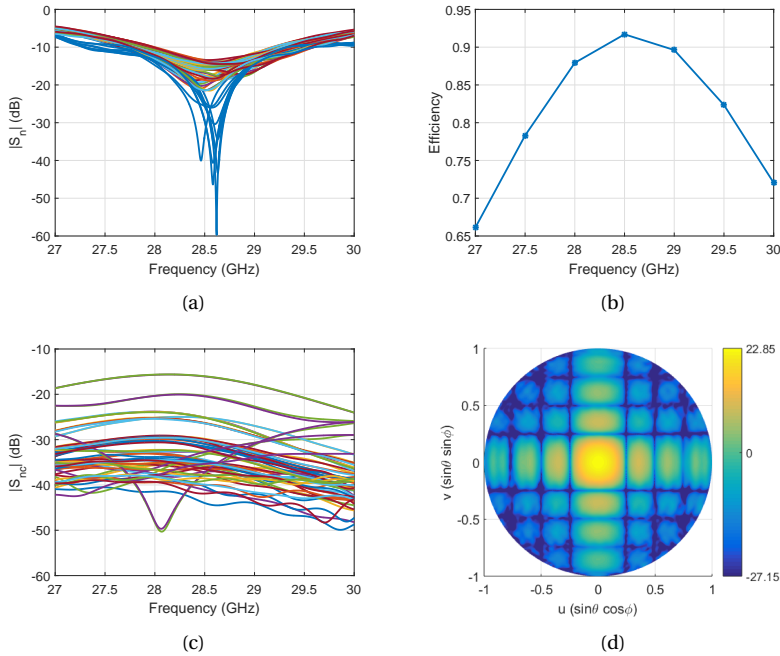 0
-10
-20
-30
-40
-50
-60
27 27.5 28 28.5 29 29.5 30
Frequency (GHz)
|Sn| (dB)
(a)
0.95
0.9
0.85
0.8
0.75
0.7
0.65
27 27.5 28 28.5 29 29.5 30
Frequency (GHz)
Efficiency
(b)
-10
-20
-30
-40
-50
-60
27 27.5 28 28.5 29 29.5 30
Frequency (GHz)
|Snc| (dB)
(c)
1
0.5
0
-0.5
-1
-1 -0.5 0 0.5 1
u (sinθ cosϕ)
v (sinθ sinϕ)
22.85
0
-27.15
(d)